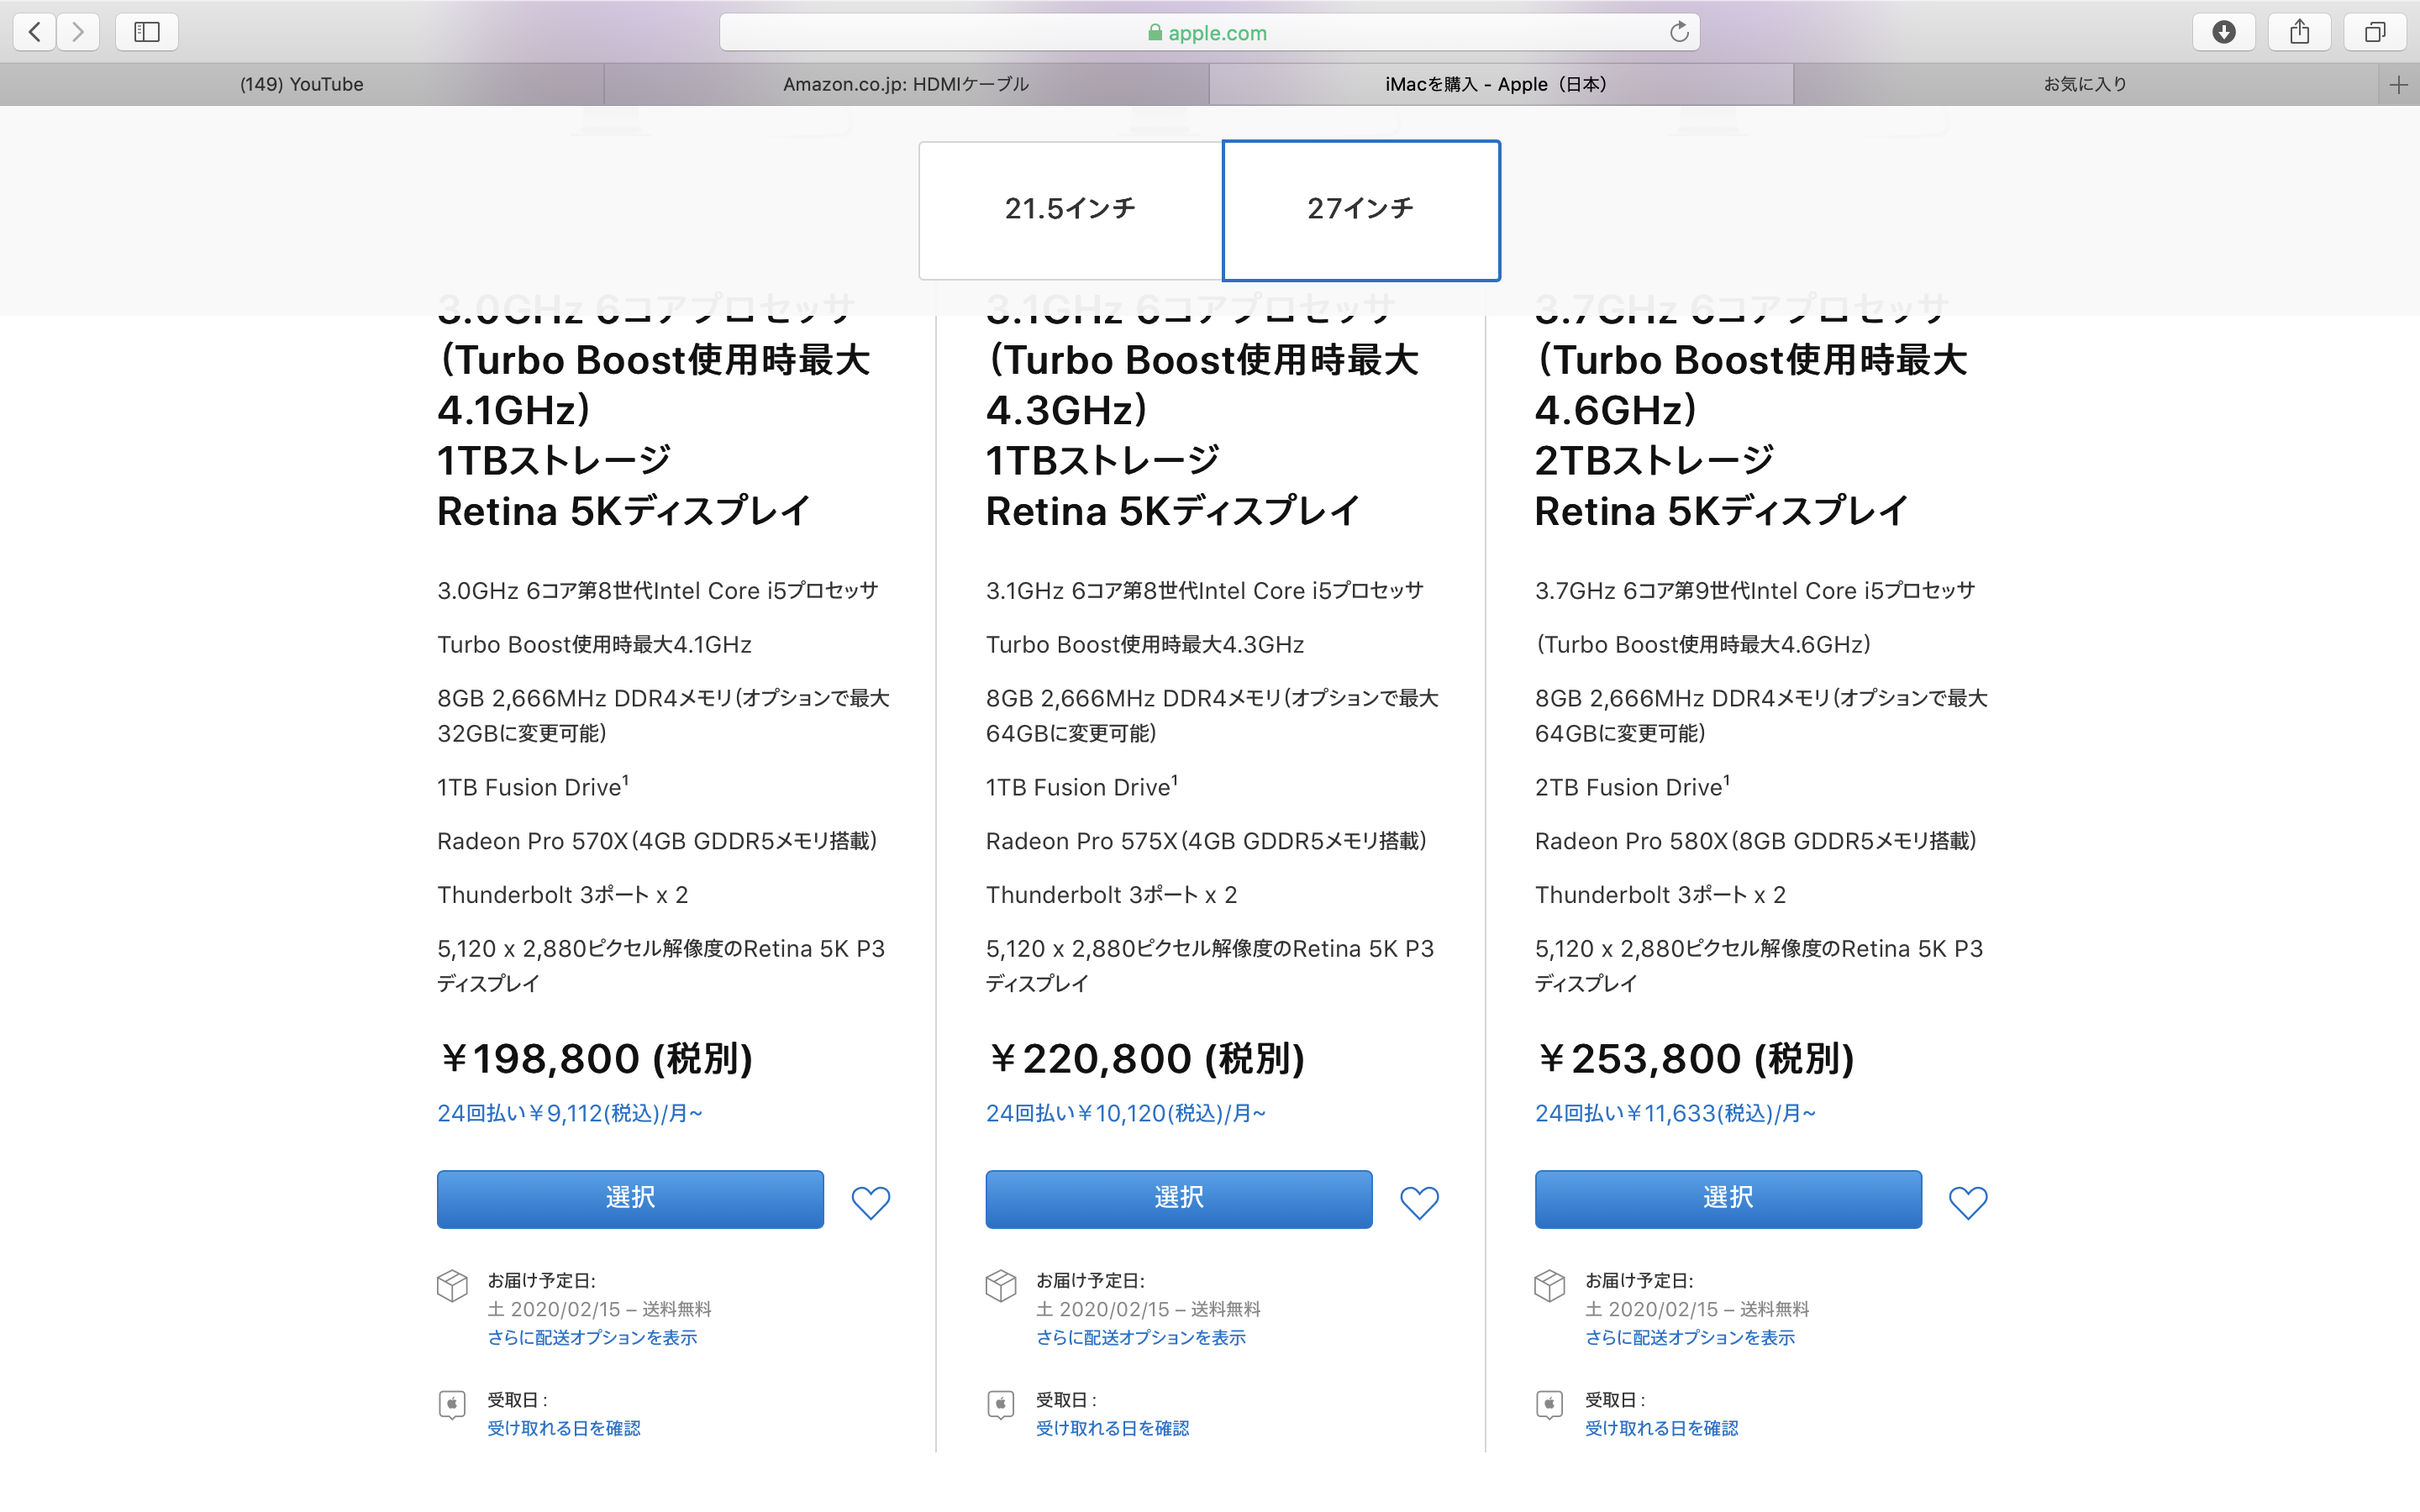 apple.com
(149) YouTube
Amazon.co.jp: HDMIケーブル
iMacを購入 - Apple（日本）
お気に入り
21.5インチ
27インチ
3.0GHz 6コアプロセッサ
（Turbo Boost使用時最大
4.1GHz）
1TBストレージ
Retina 5Kディスプレイ
3.0GHz 6コア第8世代Intel Core i5プロセッサ
Turbo Boost使用時最大4.1GHz
8GB 2,666MHz DDR4メモリ（オプションで最大
32GBに変更可能）
1TB Fusion Drive¹
Radeon Pro 570X（4GB GDDR5メモリ搭載）
Thunderbolt 3ポート x 2
5,120 x 2,880ピクセル解像度のRetina 5K P3
ディスプレイ
￥198,800 (税別)
24回払い￥9,112(税込)/月~
選択
お届け予定日:
土 2020/02/15 – 送料無料
さらに配送オプションを表示
受取日 :
受け取れる日を確認
3.1GHz 6コアプロセッサ
（Turbo Boost使用時最大
4.3GHz）
1TBストレージ
Retina 5Kディスプレイ
3.1GHz 6コア第8世代Intel Core i5プロセッサ
Turbo Boost使用時最大4.3GHz
8GB 2,666MHz DDR4メモリ（オプションで最大
64GBに変更可能）
1TB Fusion Drive¹
Radeon Pro 575X（4GB GDDR5メモリ搭載）
Thunderbolt 3ポート x 2
5,120 x 2,880ピクセル解像度のRetina 5K P3
ディスプレイ
￥220,800 (税別)
24回払い￥10,120(税込)/月~
選択
お届け予定日:
土 2020/02/15 – 送料無料
さらに配送オプションを表示
受取日 :
受け取れる日を確認
3.7GHz 6コアプロセッサ
（Turbo Boost使用時最大
4.6GHz）
2TBストレージ
Retina 5Kディスプレイ
3.7GHz 6コア第9世代Intel Core i5プロセッサ
（Turbo Boost使用時最大4.6GHz）
8GB 2,666MHz DDR4メモリ（オプションで最大
64GBに変更可能）
2TB Fusion Drive¹
Radeon Pro 580X（8GB GDDR5メモリ搭載）
Thunderbolt 3ポート x 2
5,120 x 2,880ピクセル解像度のRetina 5K P3
ディスプレイ
￥253,800 (税別)
24回払い￥11,633(税込)/月~
選択
お届け予定日:
土 2020/02/15 – 送料無料
さらに配送オプションを表示
受取日 :
受け取れる日を確認